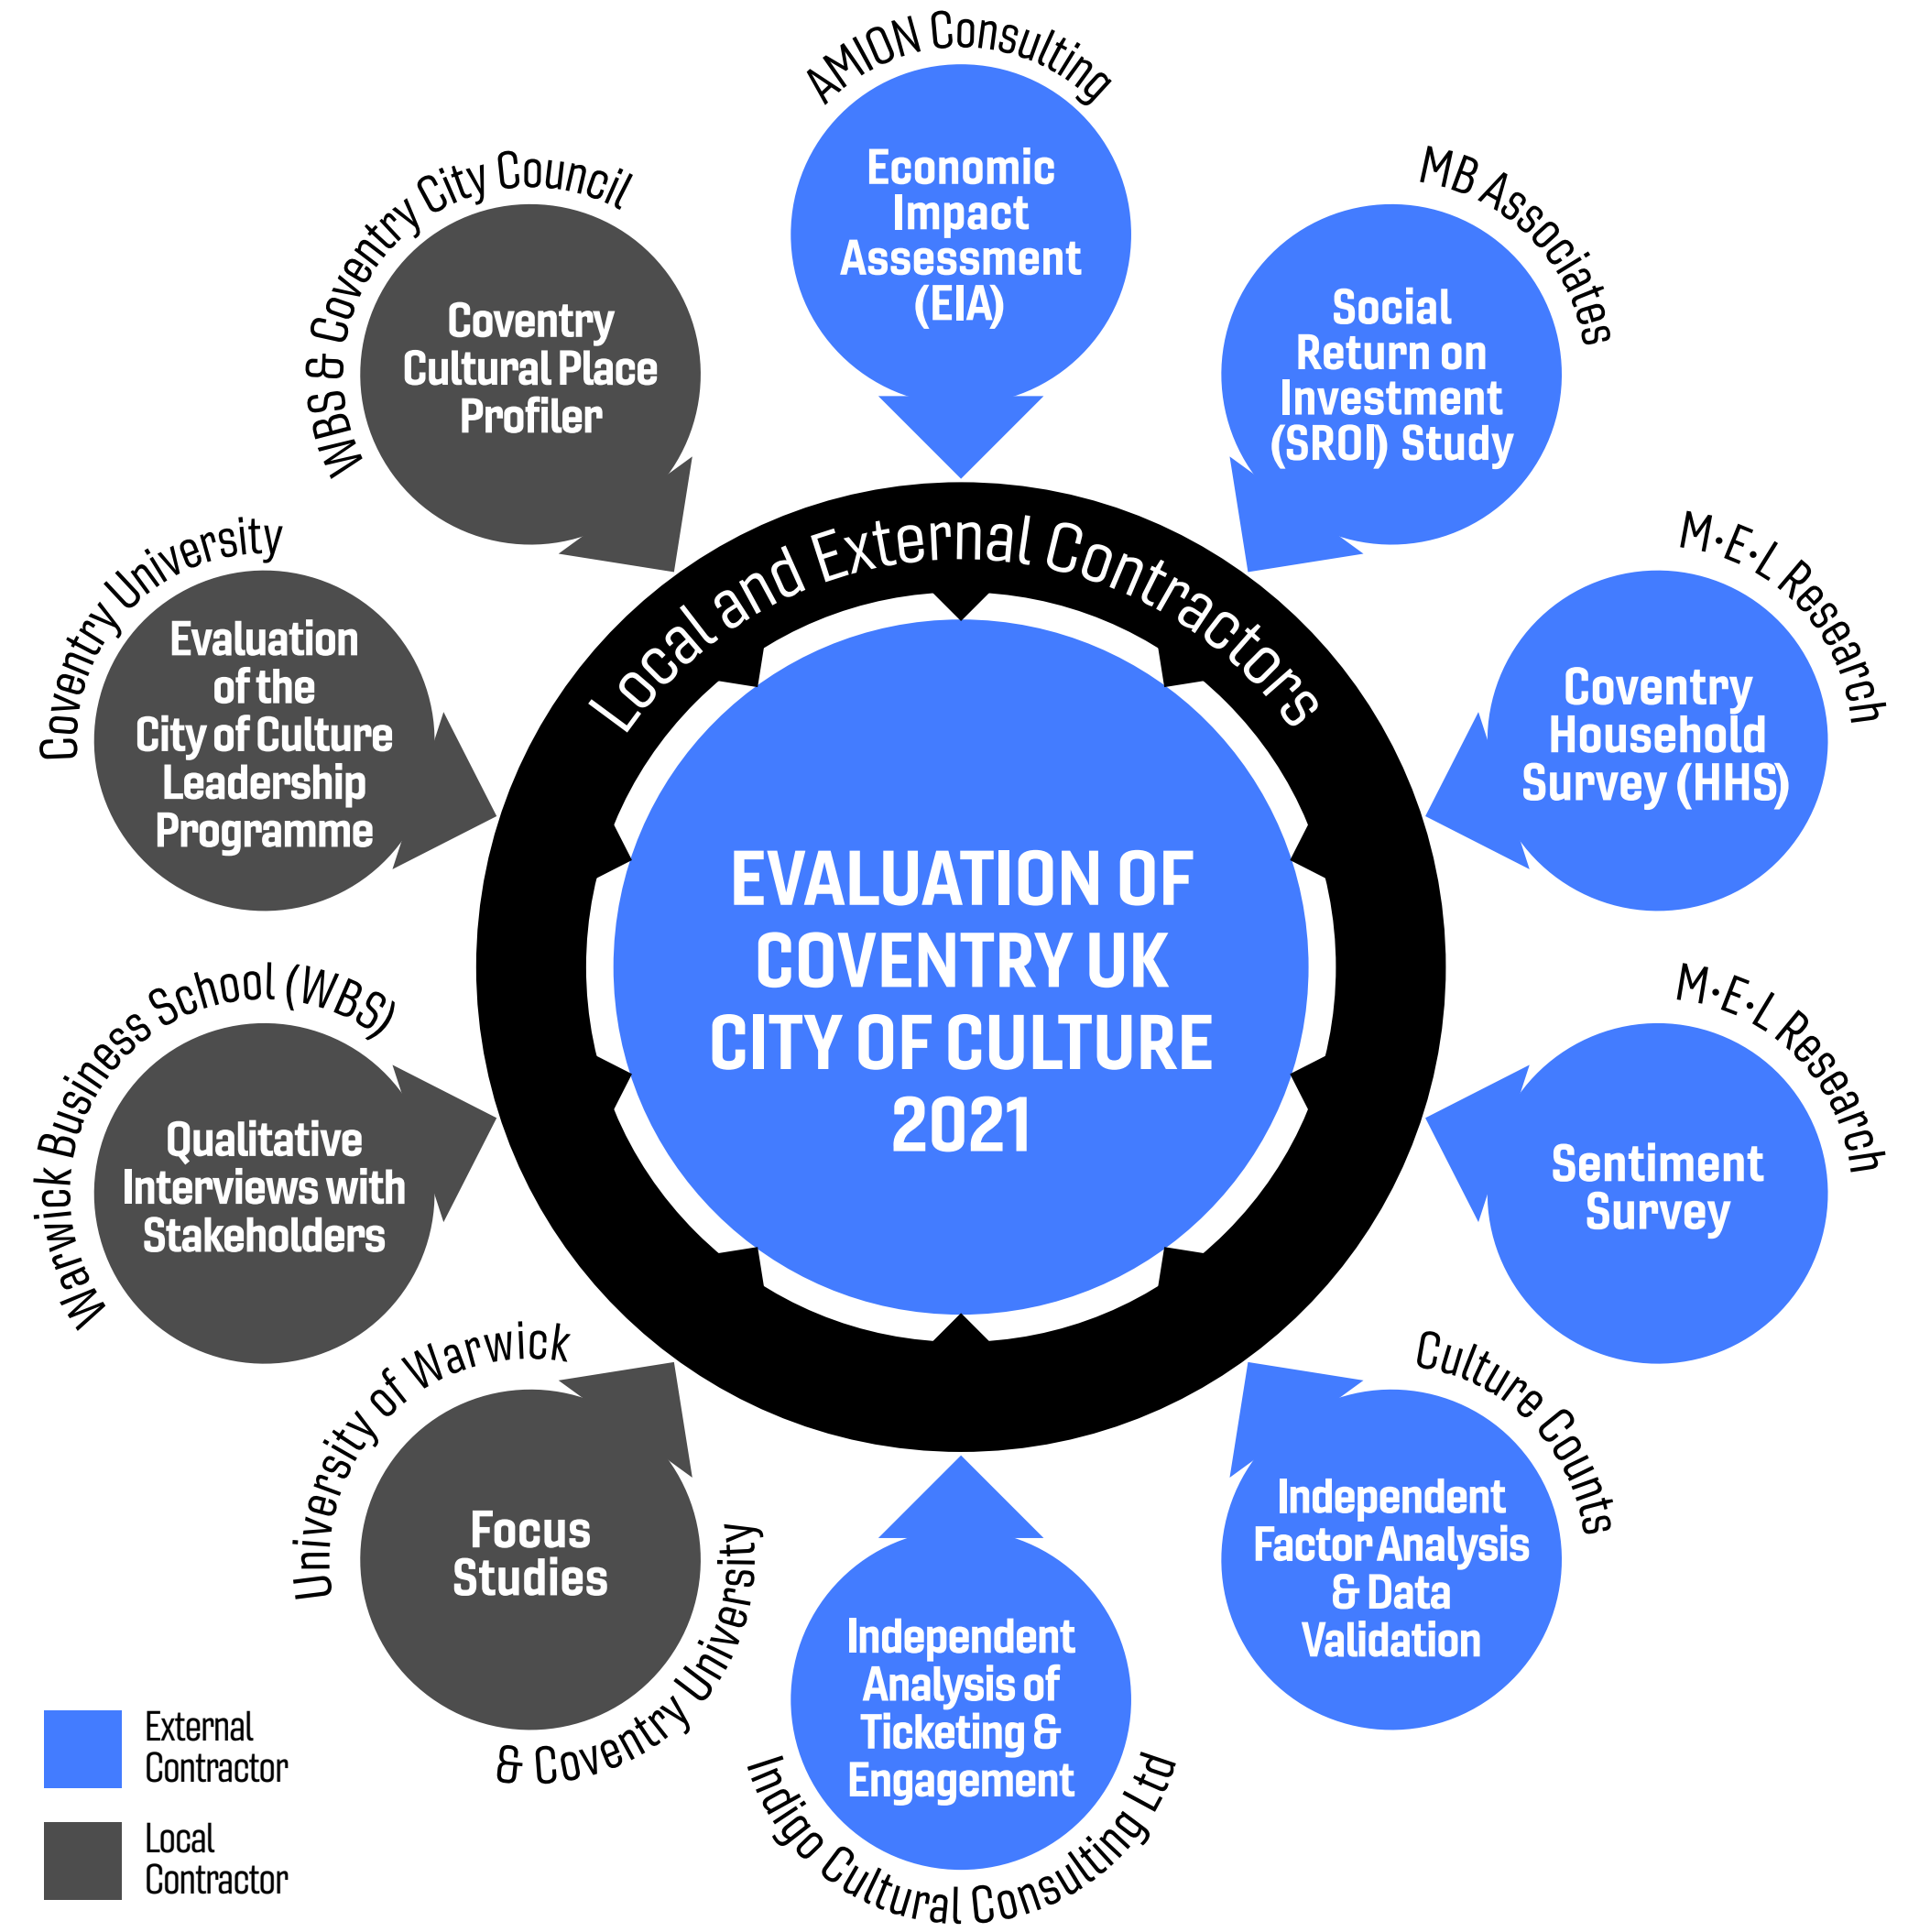 AMION Consulting
Economic
Impact
Assessment
(EIA)
MB Associates
Social
Return on
Investment
(SROI) Study
M·E·L Research
Coventry
Household
Survey (HHS)
M·E·L Research
Sentiment
Survey
Culture Counts
Independent
Factor Analysis
& Data
Validation
Indigo Cultural Consulting Ltd
Independent
Analysis of
Ticketing &
Engagement
University of Warwick
& Coventry University
Focus
Studies
Warwick Business School (WBS)
Qualitative
Interviews with
Stakeholders
Coventry University
Evaluation
of the
City of Culture
Leadership
Programme
WBS & Coventry City Council
Coventry
Cultural Place
Profiler
Local and External Contractors
EVALUATION OF
COVENTRY UK
CITY OF CULTURE
2021
External
Contractor
Local
Contractor